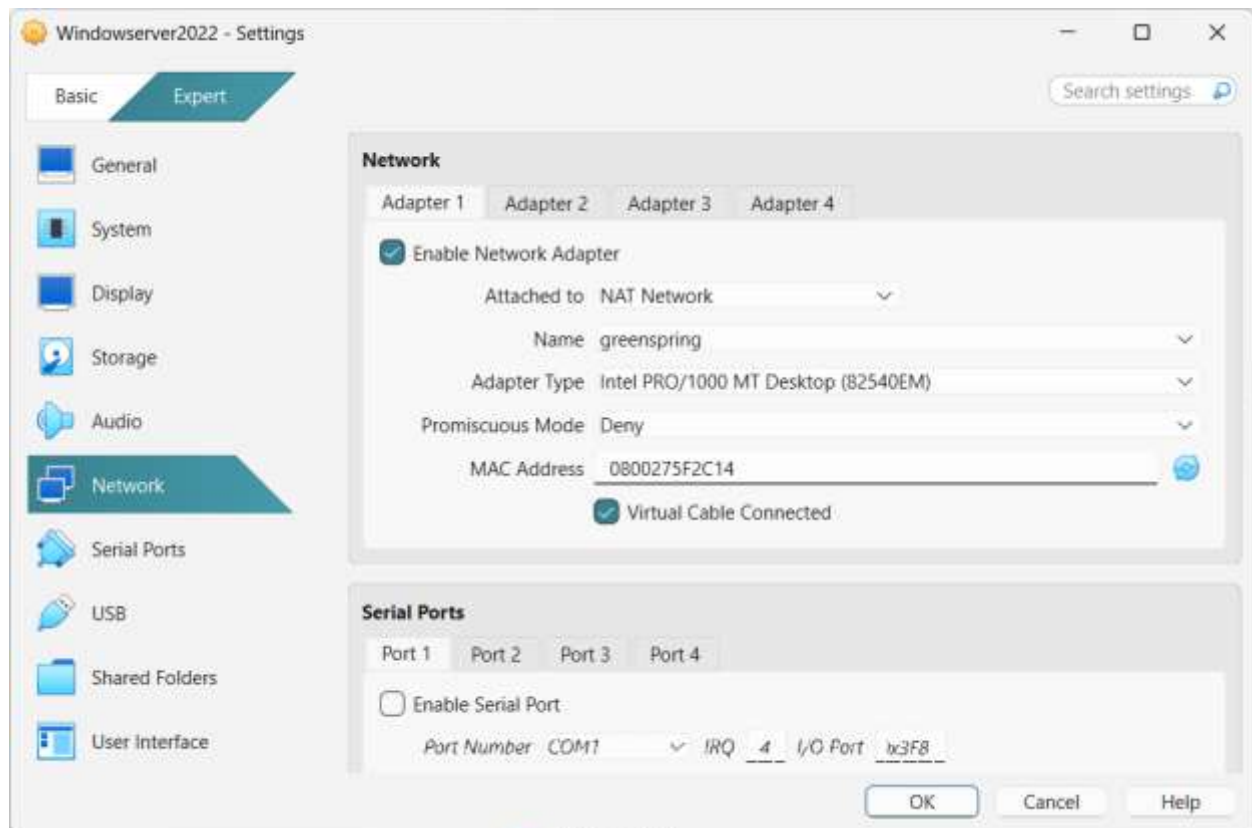 Windowserver2022 - Settings
Basic Expert Search settings
General
System
Display
Storage
Audio
Network
Serial Ports
USB
Shared Folders
User Interface
Network
Adapter 1 Adapter 2 Adapter 3 Adapter 4
Enable Network Adapter
Attached to NAT Network
Name greenspring
Adapter Type Intel PRO/1000 MT Desktop (82540EM)
Promiscuous Mode Deny
MAC Address 0800275F2C14
Virtual Cable Connected
Serial Ports
Port 1 Port 2 Port 3 Port 4
Enable Serial Port
Port Number COM1 IRQ 4 I/O Port x3F8
OK Cancel Help